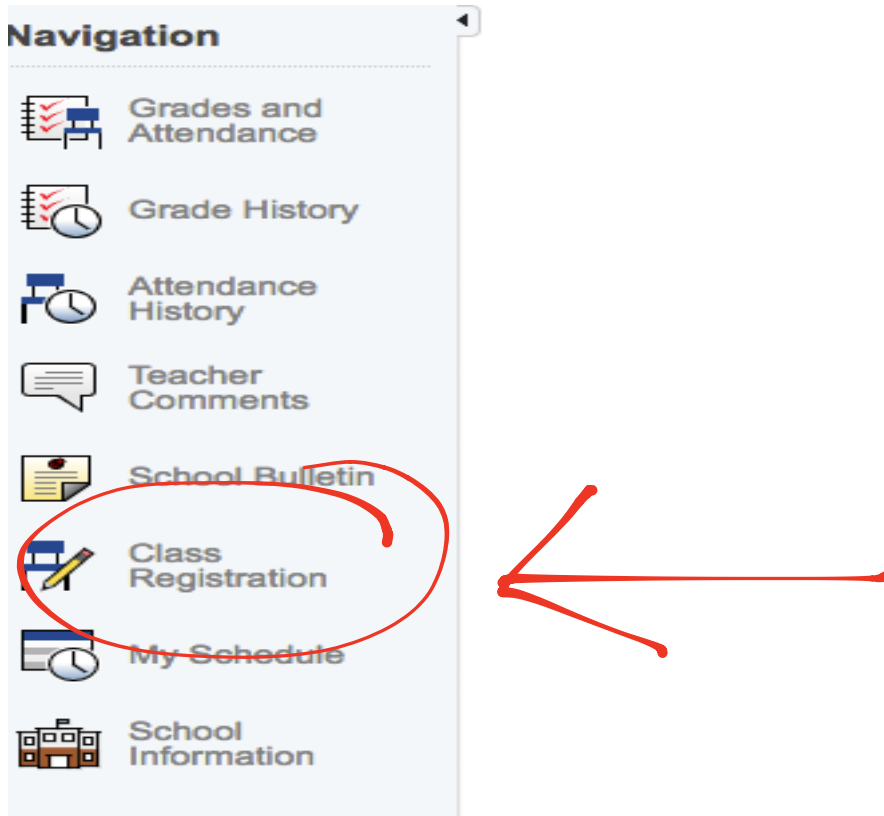 Navigation
Grades and
Attendance
Grade History
Attendance
History
Teacher
Comments
School Bulletin
Class
Registration
My Schedule
School
Information